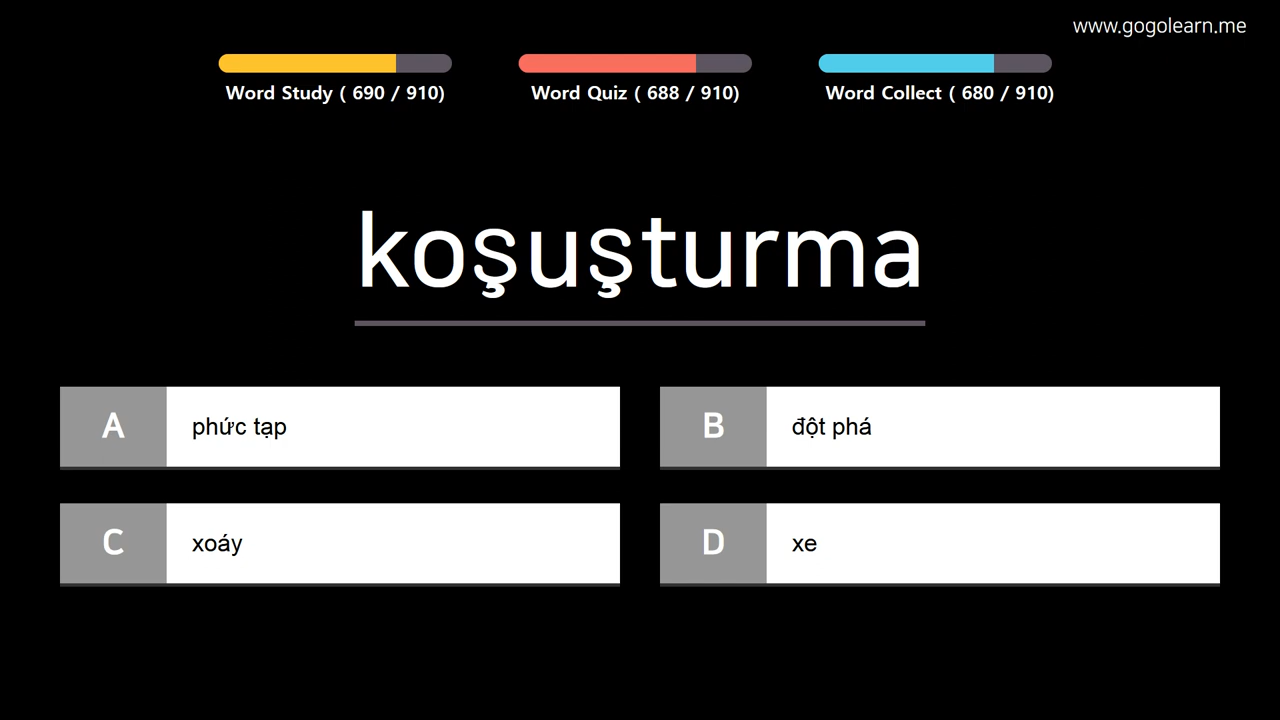 www.gogolearn.me
Word Study ( 690 / 910)
Word Quiz ( 688 / 910)
Word Collect ( 680 / 910)
koşuşturma
A phức tạp
B đột phá
C xoáy
D xe